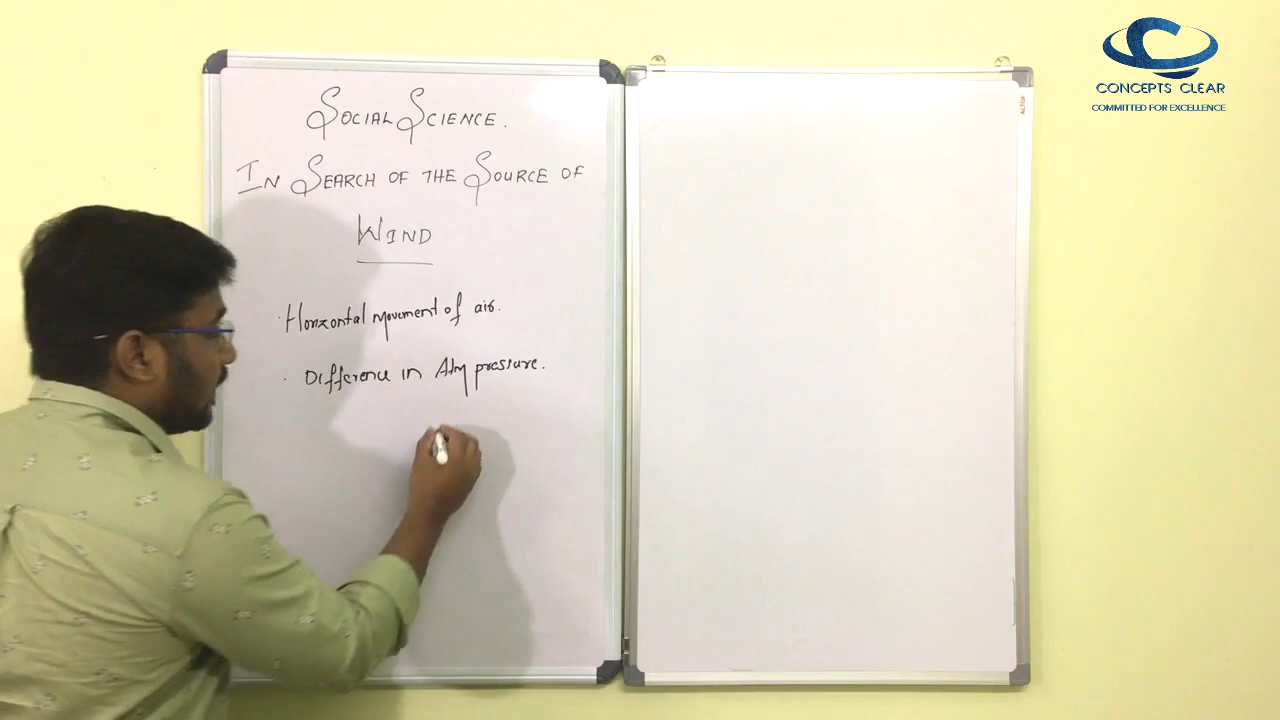 SOCIAL SCIENCE.
IN SEARCH OF THE SOURCE OF
WIND
· Horizontal movement of air.
· Difference in Atm pressure.
CONCEPTS CLEAR
COMMITTED FOR EXCELLENCE